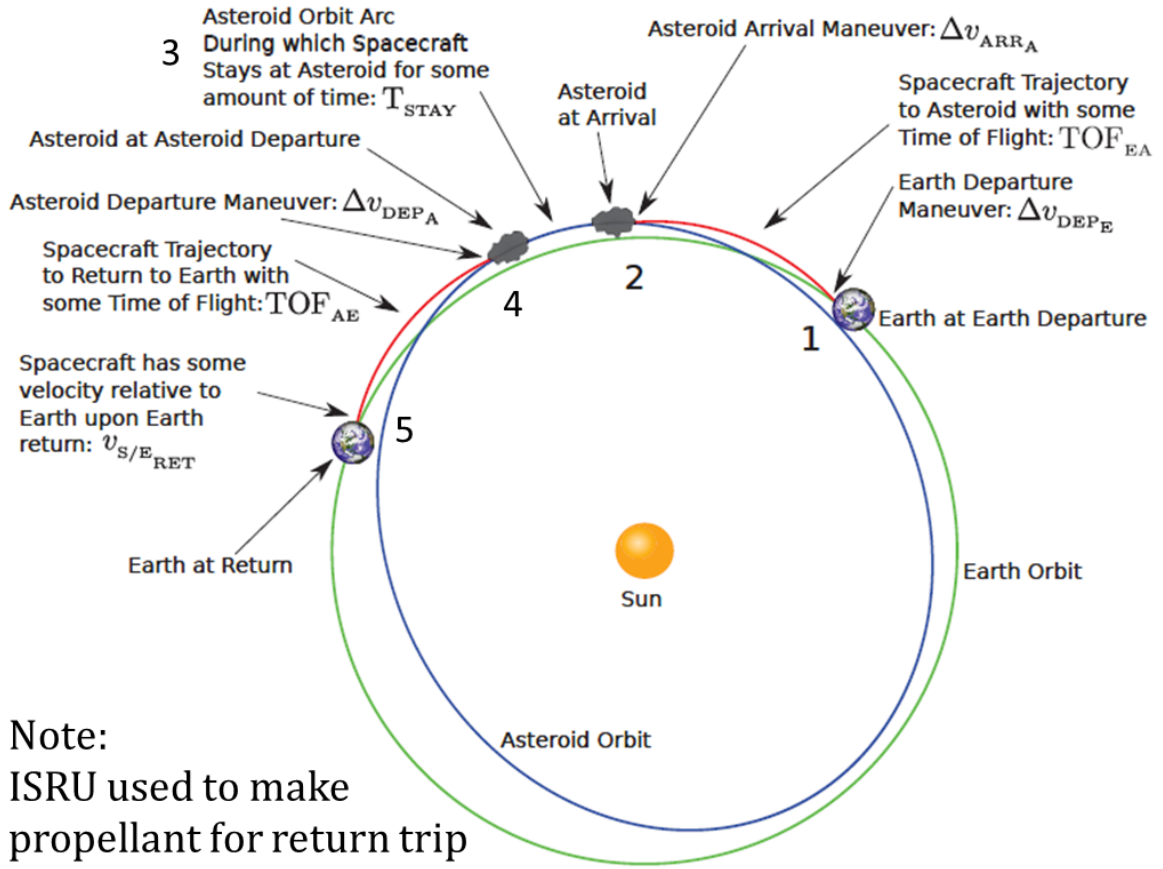 3
Asteroid Orbit Arc
During which Spacecraft
Stays at Asteroid for some
amount of time: T_STAY
Asteroid Arrival Maneuver: Δv_ARR_A
Asteroid
at Arrival
Spacecraft Trajectory
to Asteroid with some
Time of Flight: TOF_EA
Asteroid at Asteroid Departure
Earth Departure
Maneuver: Δv_DEP_E
Asteroid Departure Maneuver: Δv_DEP_A
Spacecraft Trajectory
to Return to Earth with
some Time of Flight: TOF_AE
2
4
1
Earth at Earth Departure
Spacecraft has some
velocity relative to
Earth upon Earth
return: v_S/E_RET
5
Earth at Return
Sun
Earth Orbit
Asteroid Orbit
Note:
ISRU used to make
propellant for return trip